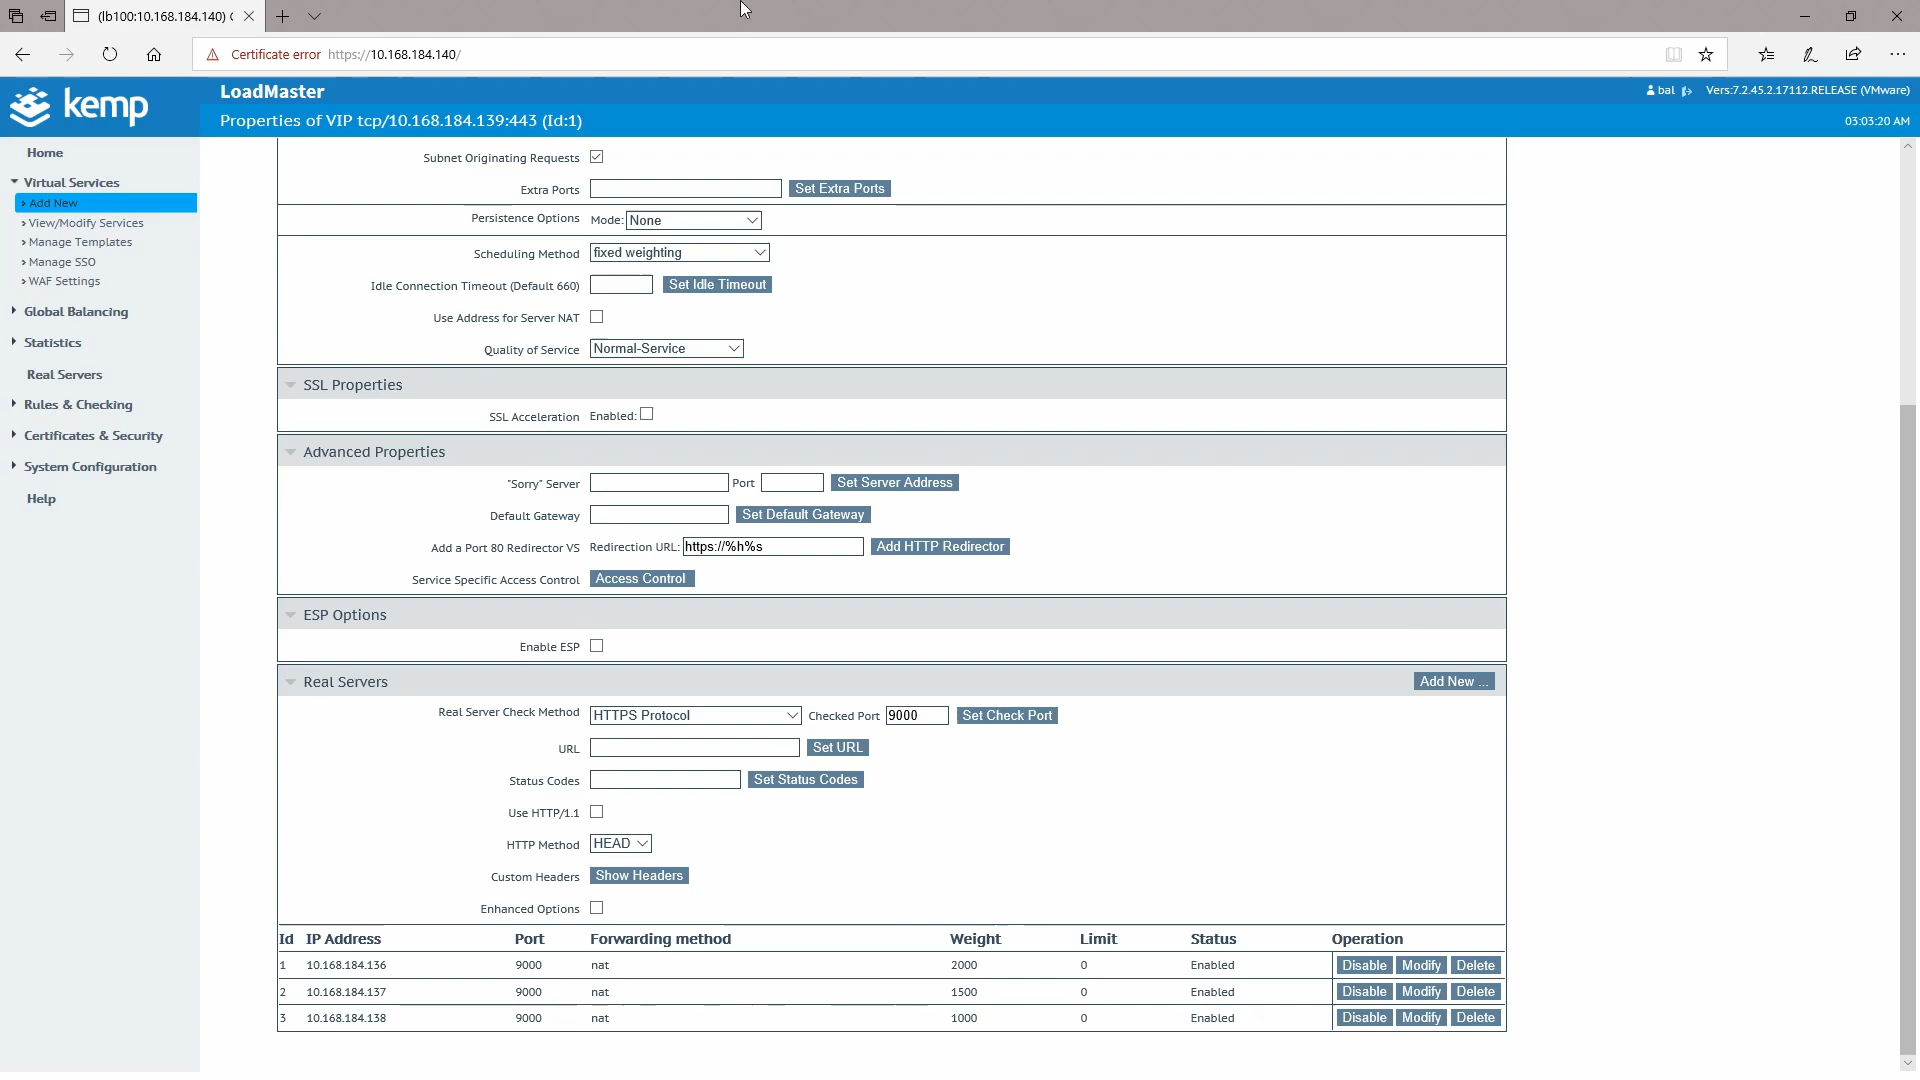 (lb100:10.168.184.140) (
Certificate error https://10.168.184.140/
kemp
LoadMaster
bal
Vers:7.2.45.2.17112.RELEASE (VMware)
Properties of VIP tcp/10.168.184.139:443 (Id:1)
03:03:20 AM
Home
Virtual Services
Add New
View/Modify Services
Manage Templates
Manage SSO
WAF Settings
Global Balancing
Statistics
Real Servers
Rules & Checking
Certificates & Security
System Configuration
Help
Subnet Originating Requests
Extra Ports Set Extra Ports
Persistence Options Mode: None
Scheduling Method fixed weighting
Idle Connection Timeout (Default 660) Set Idle Timeout
Use Address for Server NAT
Quality of Service Normal-Service
SSL Properties
SSL Acceleration Enabled:
Advanced Properties
"Sorry" Server Port Set Server Address
Default Gateway Set Default Gateway
Add a Port 80 Redirector VS Redirection URL: https://%h%s Add HTTP Redirector
Service Specific Access Control Access Control
ESP Options
Enable ESP
Real Servers Add New ...
Real Server Check Method HTTPS Protocol Checked Port 9000 Set Check Port
URL Set URL
Status Codes Set Status Codes
Use HTTP/1.1
HTTP Method HEAD
Custom Headers Show Headers
Enhanced Options
Id IP Address Port Forwarding method Weight Limit Status Operation
1 10.168.184.136 9000 nat 2000 0 Enabled Disable Modify Delete
2 10.168.184.137 9000 nat 1500 0 Enabled Disable Modify Delete
3 10.168.184.138 9000 nat 1000 0 Enabled Disable Modify Delete